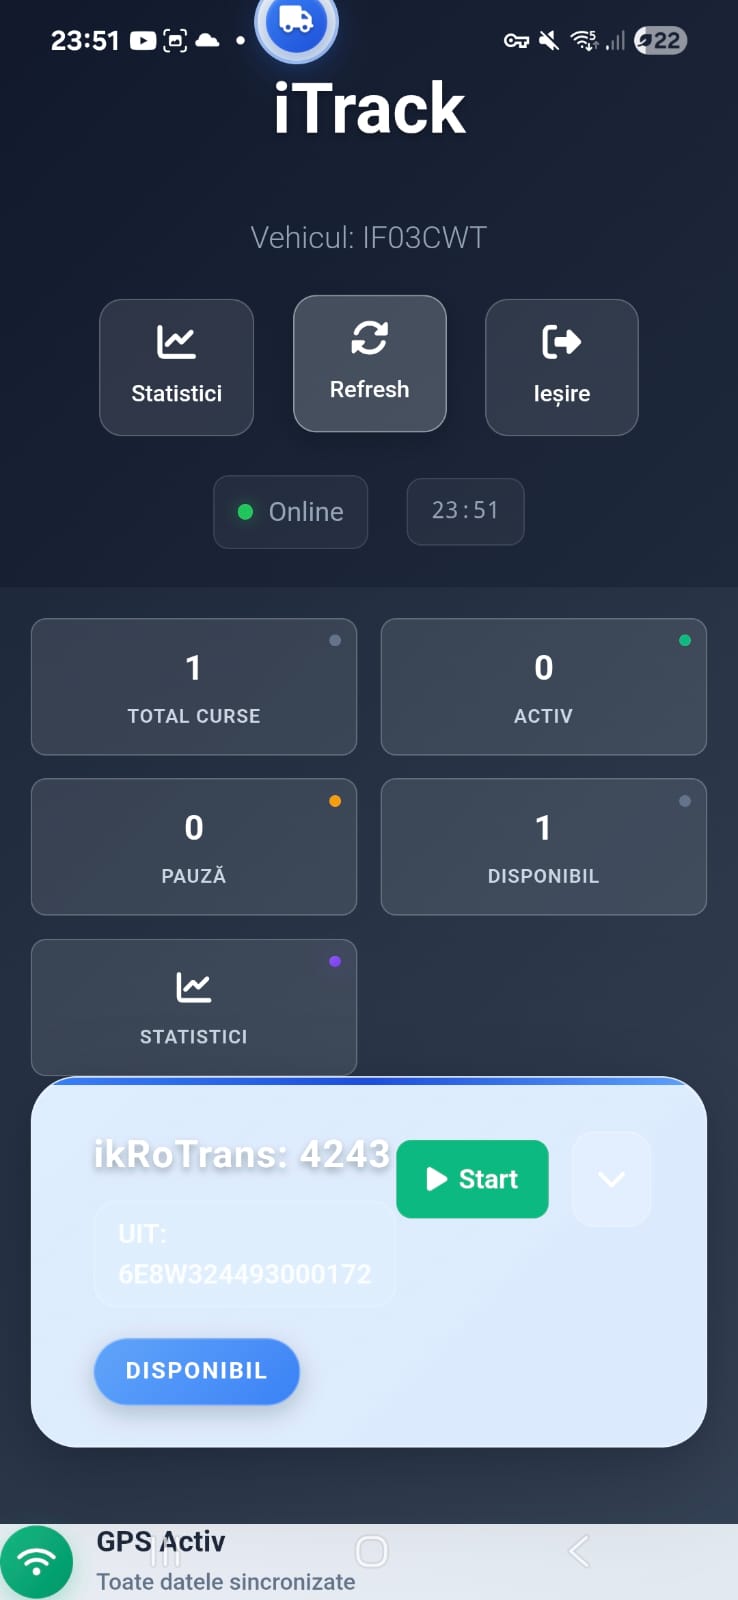 23:51
5
22
iTrack
Vehicul: IF03CWT
Statistici
Refresh
Ieșire
Online
23:51
1
TOTAL CURSE
0
ACTIV
0
PAUZĂ
1
DISPONIBIL
STATISTICI
ikRoTrans: 4243
Start
UIT:
6E8W324493000172
DISPONIBIL
GPS Activ
Toate datele sincronizate